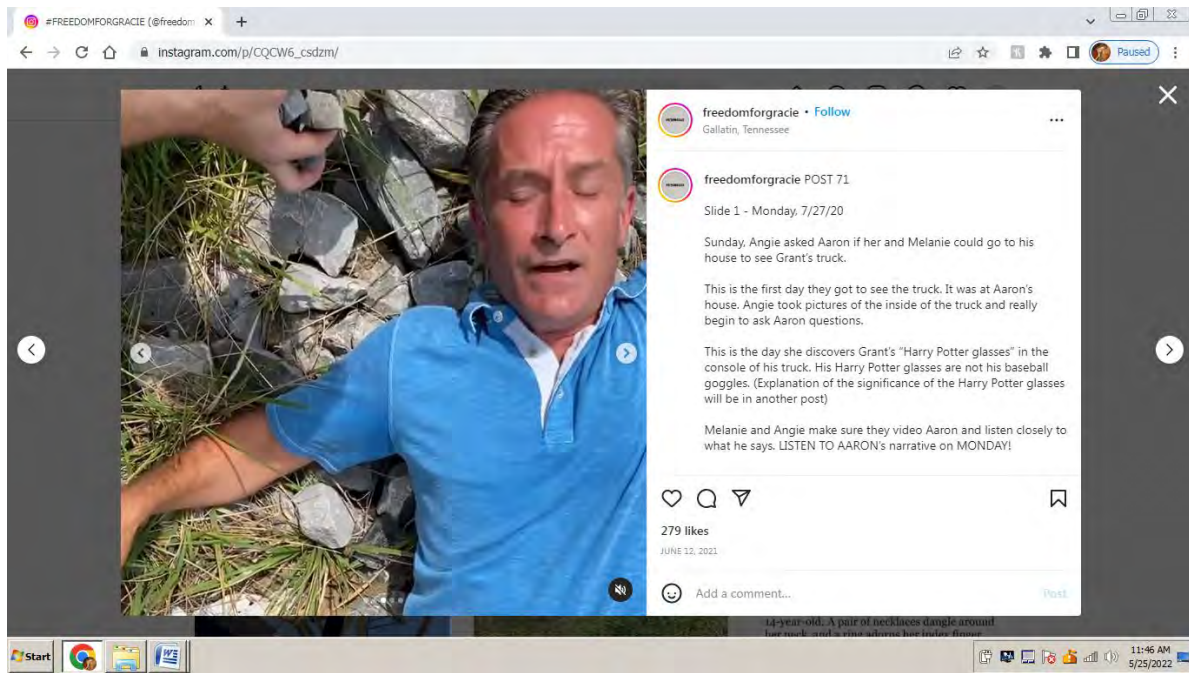 #FREEDOMFORGRACIE (@freedom
instagram.com/p/CQCW6_csdzm/
Paused
freedomforgracie • Follow
Gallatin, Tennessee
freedomforgracie POST 71
Slide 1 - Monday, 7/27/20
Sunday, Angie asked Aaron if her and Melanie could go to his
house to see Grant's truck.
This is the first day they got to see the truck. It was at Aaron's
house. Angie took pictures of the inside of the truck and really
begin to ask Aaron questions.
This is the day she discovers Grant's "Harry Potter glasses" in the
console of his truck. His Harry Potter glasses are not his baseball
goggles. (Explanation of the significance of the Harry Potter glasses
will be in another post)
Melanie and Angie make sure they video Aaron and listen closely to
what he says. LISTEN TO AARON's narrative on MONDAY!
279 likes
JUNE 12, 2021
Add a comment...
Post
14-year-old. A pair of necklaces dangle around
her neck, and a ring adorns her index finger
Start
11:46 AM
5/25/2022